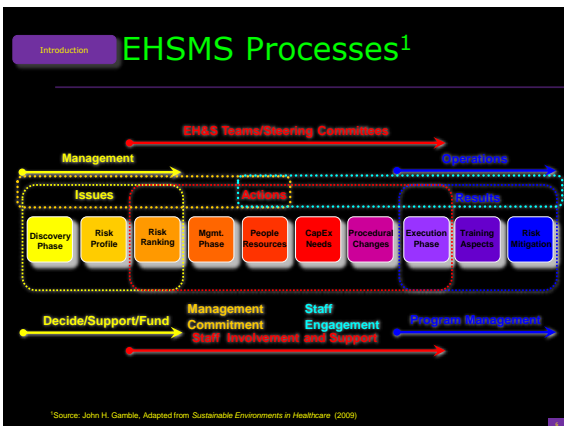 Introduction
EHSMS Processes¹
EH&S Teams/Steering Committees
Management
Operations
Issues
Actions
Results
Discovery
Phase
Risk
Profile
Risk
Ranking
Mgmt.
Phase
People
Resources
CapEx
Needs
Procedural
Changes
Execution
Phase
Training
Aspects
Risk
Mitigation
Decide/Support/Fund
Management
Commitment
Staff
Engagement
Program Management
Staff Involvement and Support
¹Source: John H. Gamble, Adapted from Sustainable Environments in Healthcare (2009)